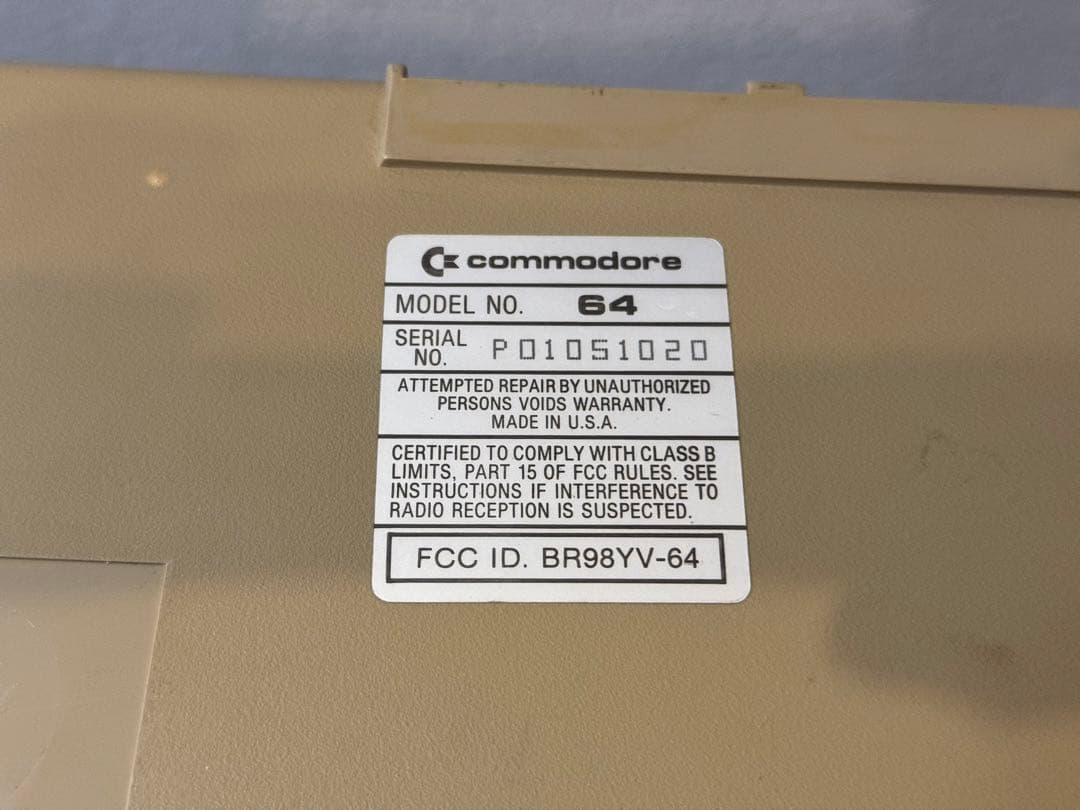 commodore
MODEL NO. 64
SERIAL NO. P01051020
ATTEMPTED REPAIR BY UNAUTHORIZED
PERSONS VOIDS WARRANTY.
MADE IN U.S.A.
CERTIFIED TO COMPLY WITH CLASS B
LIMITS, PART 15 OF FCC RULES. SEE
INSTRUCTIONS IF INTERFERENCE TO
RADIO RECEPTION IS SUSPECTED.
FCC ID. BR98YV-64